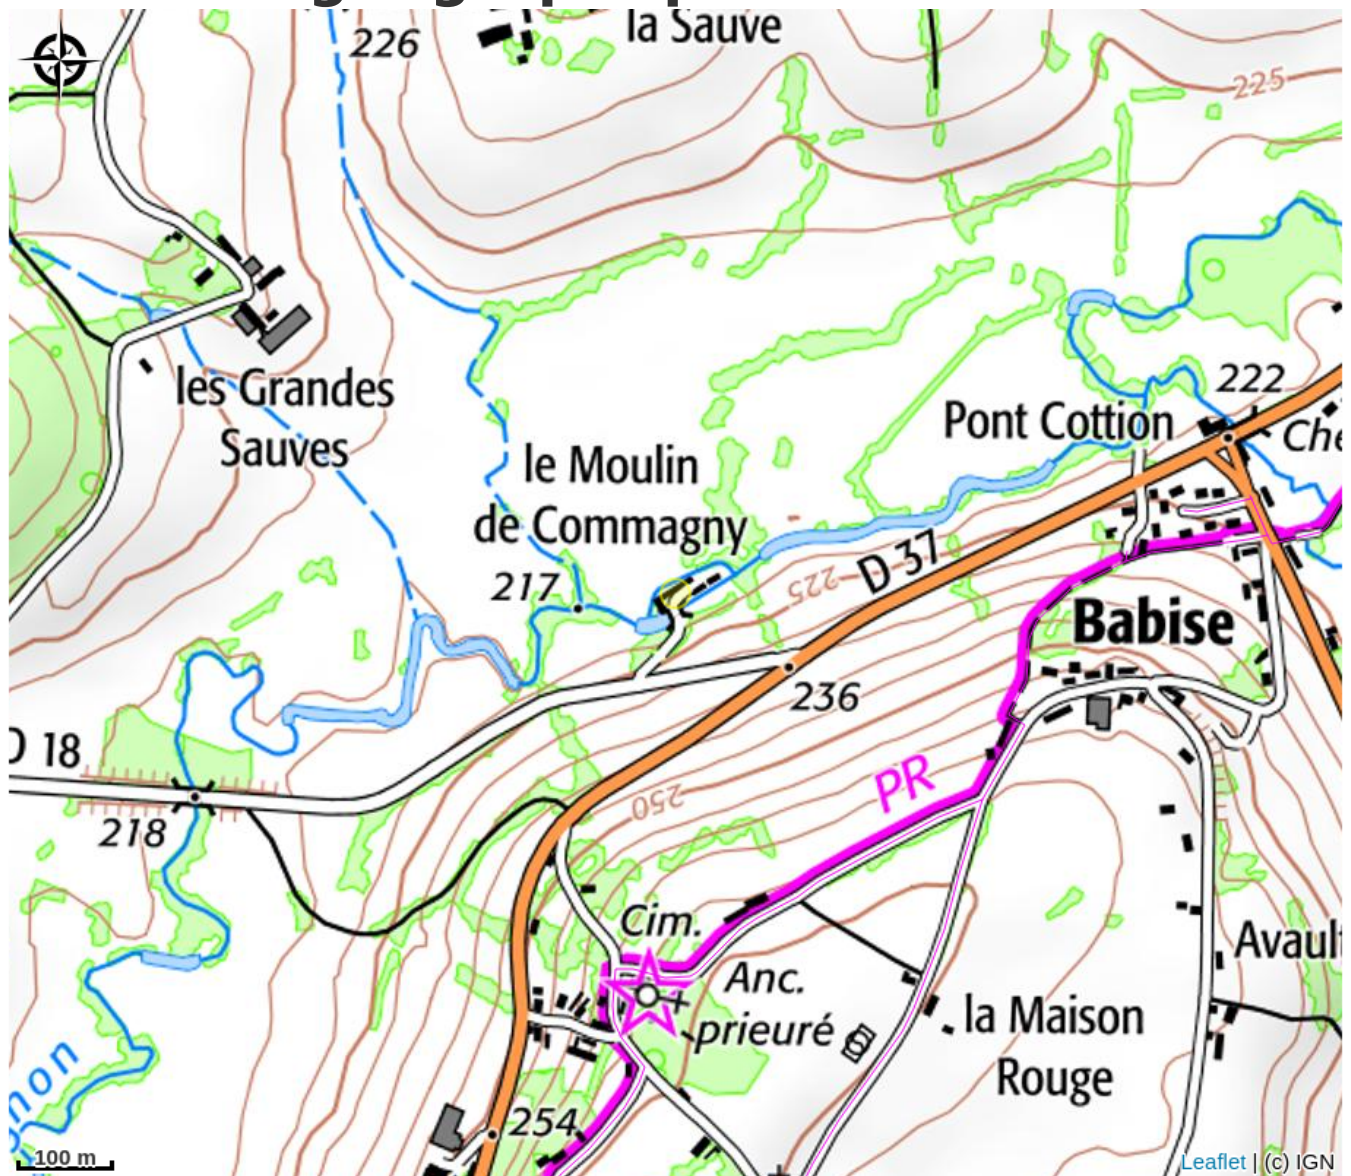 226
la Sauve
225
les Grandes
Sauves
222
Pont Cottion
le Moulin
de Commagny
217
225
D 37
Babise
236
D 18
218
250
PR
Cim.
Anc.
prieuré
Avault
la Maison
Rouge
254
100 m
Leaflet | (c) IGN